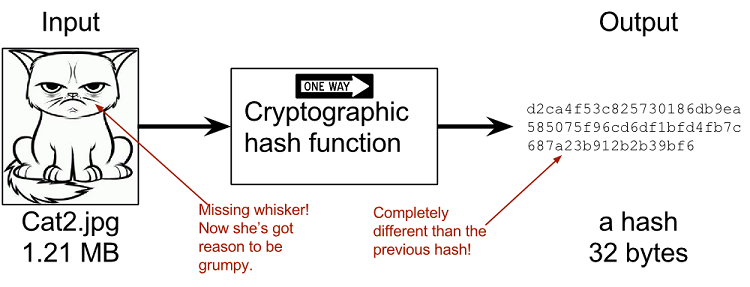 Input
Output
ONE WAY
Cryptographic
hash function
d2ca4f53c825730186db9ea
585075f96cd6df1bfd4fb7c
687a23b912b2b39bf6
Missing whisker!
Now she's got
reason to be
grumpy.
Completely
different than the
previous hash!
Cat2.jpg
1.21 MB
a hash
32 bytes